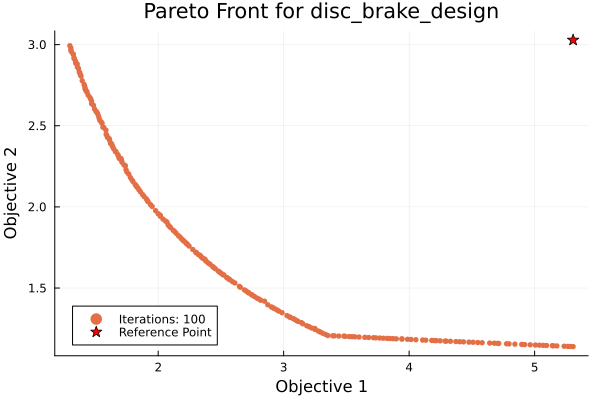 Pareto Front for disc_brake_design
3.0
2.5
2.0
1.5
Objective 2
Iterations: 100
Reference Point
2
3
4
5
Objective 1